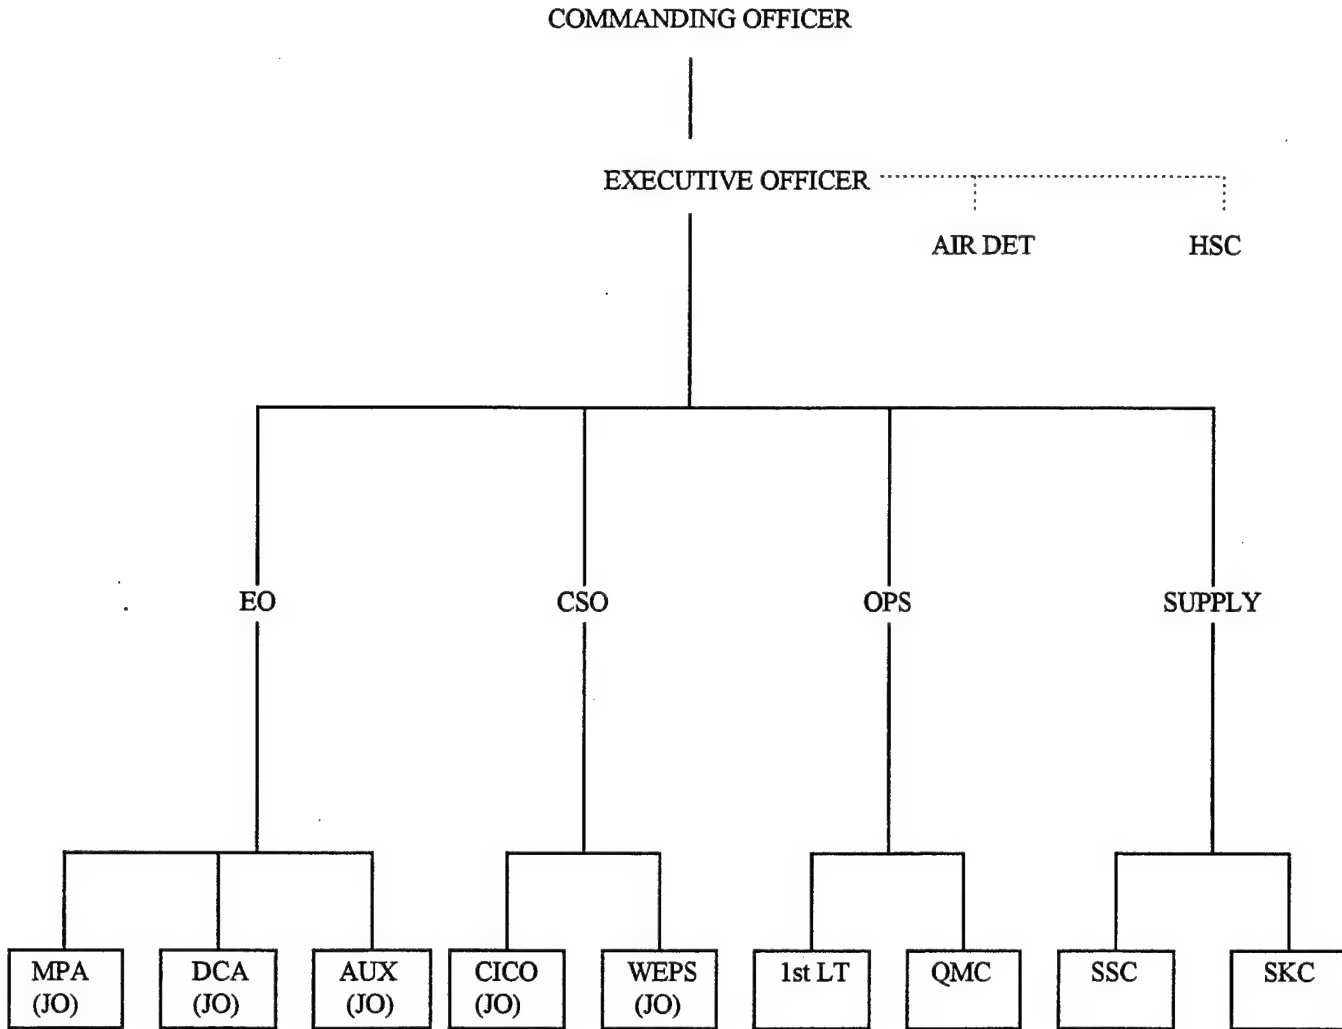 COMMANDING OFFICER
EXECUTIVE OFFICER
AIR DET
HSC
EO
CSO
OPS
SUPPLY
MPA
(JO)
DCA
(JO)
AUX
(JO)
CICO
(JO)
WEPS
(JO)
1st LT
QMC
SSC
SKC